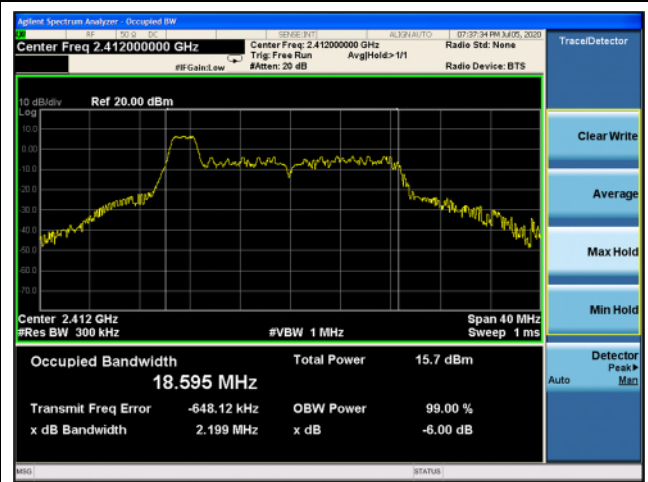 Agilent Spectrum Analyzer - Occupied BW
RF 50 Ω DC SENSE:INT ALIGN AUTO 07:37:34 PM Jul 05, 2020
Center Freq 2.412000000 GHz
Center Freq: 2.412000000 GHz
Radio Std: None
Trig: Free Run Avg|Hold:>1/1
#IFGain:Low #Atten: 20 dB Radio Device: BTS
Trace/Detector
10 dB/div Ref 20.00 dBm
Log
10.0
0.00
-10.0
-20.0
-30.0
-40.0
-50.0
-60.0
-70.0
Center 2.412 GHz Span 40 MHz
#Res BW 300 kHz #VBW 1 MHz Sweep 1 ms
Occupied Bandwidth Total Power 15.7 dBm
18.595 MHz
Transmit Freq Error -648.12 kHz OBW Power 99.00 %
x dB Bandwidth 2.199 MHz x dB -6.00 dB
Clear Write
Average
Max Hold
Min Hold
Detector
Peak▶
Auto Man
MSG STATUS